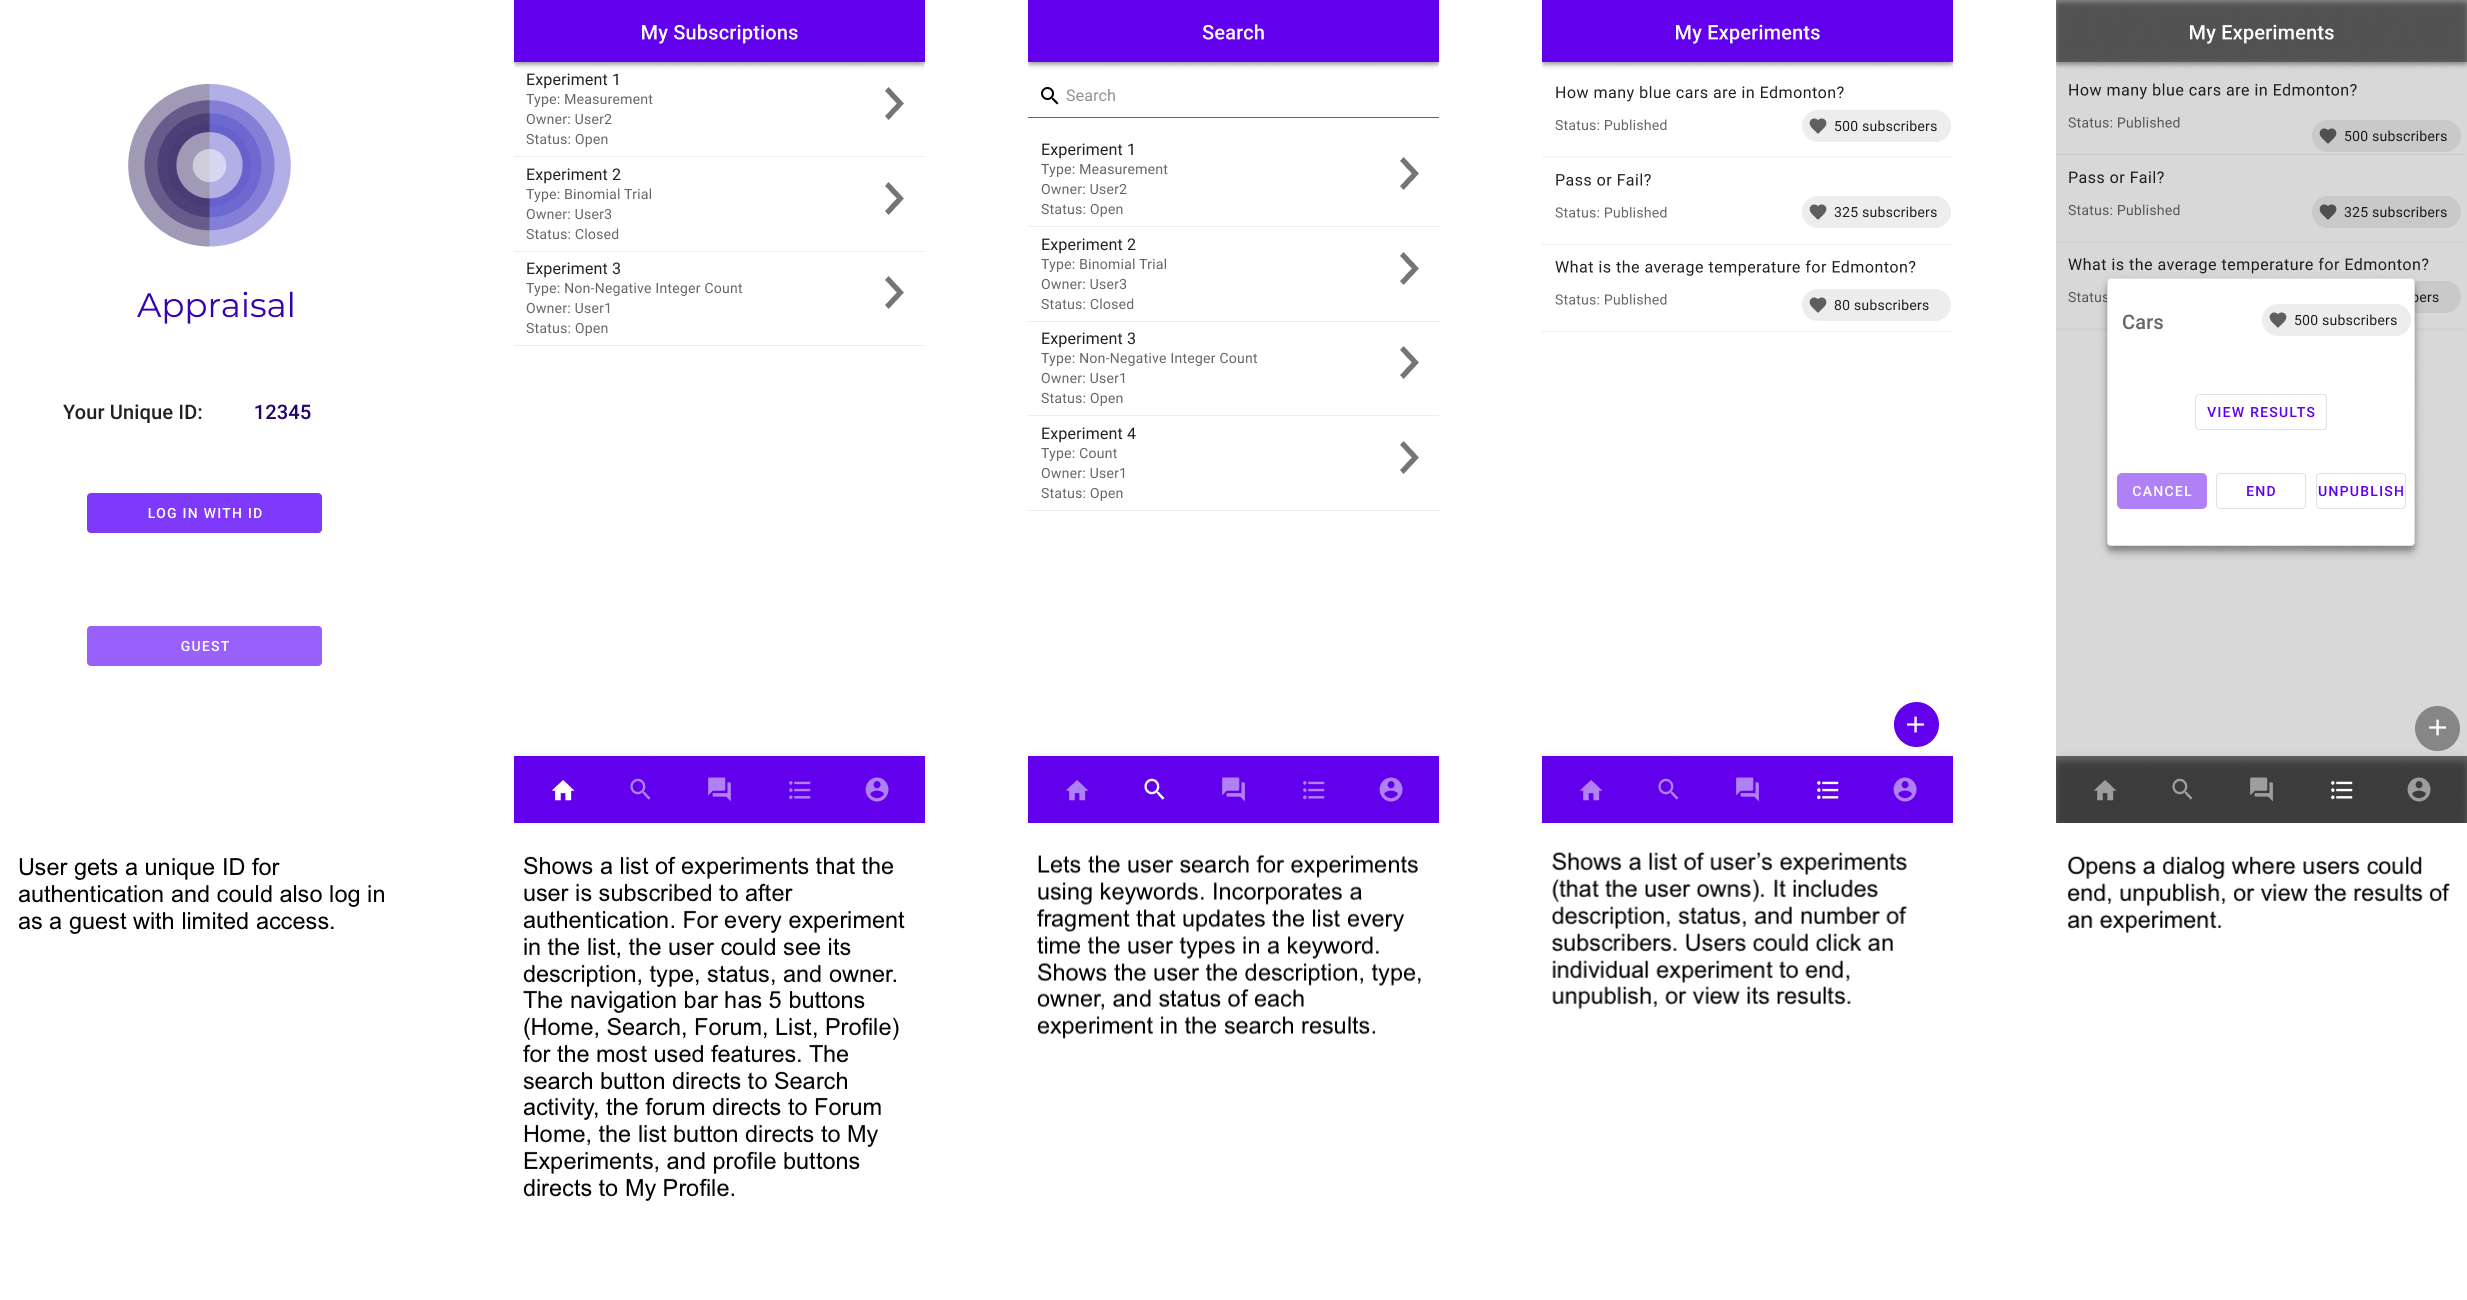 Appraisal
Your Unique ID: 12345
LOG IN WITH ID
GUEST
User gets a unique ID for
authentication and could also log in
as a guest with limited access.
My Subscriptions
Experiment 1
Type: Measurement
Owner: User2
Status: Open
Experiment 2
Type: Binomial Trial
Owner: User3
Status: Closed
Experiment 3
Type: Non-Negative Integer Count
Owner: User1
Status: Open
Shows a list of experiments that the
user is subscribed to after
authentication. For every experiment
in the list, the user could see its
description, type, status, and owner.
The navigation bar has 5 buttons
(Home, Search, Forum, List, Profile)
for the most used features. The
search button directs to Search
activity, the forum directs to Forum
Home, the list button directs to My
Experiments, and profile buttons
directs to My Profile.
Search
Search
Experiment 1
Type: Measurement
Owner: User2
Status: Open
Experiment 2
Type: Binomial Trial
Owner: User3
Status: Closed
Experiment 3
Type: Non-Negative Integer Count
Owner: User1
Status: Open
Experiment 4
Type: Count
Owner: User1
Status: Open
Lets the user search for experiments
using keywords. Incorporates a
fragment that updates the list every
time the user types in a keyword.
Shows the user the description, type,
owner, and status of each
experiment in the search results.
My Experiments
How many blue cars are in Edmonton?
Status: Published
500 subscribers
Pass or Fail?
Status: Published
325 subscribers
What is the average temperature for Edmonton?
Status: Published
80 subscribers
Shows a list of user's experiments
(that the user owns). It includes
description, status, and number of
subscribers. Users could click an
individual experiment to end,
unpublish, or view its results.
My Experiments
How many blue cars are in Edmonton?
Status: Published
500 subscribers
Pass or Fail?
Status: Published
325 subscribers
What is the average temperature for Edmonton?
Status
bers
Cars
500 subscribers
VIEW RESULTS
CANCEL END UNPUBLISH
Opens a dialog where users could
end, unpublish, or view the results of
an experiment.